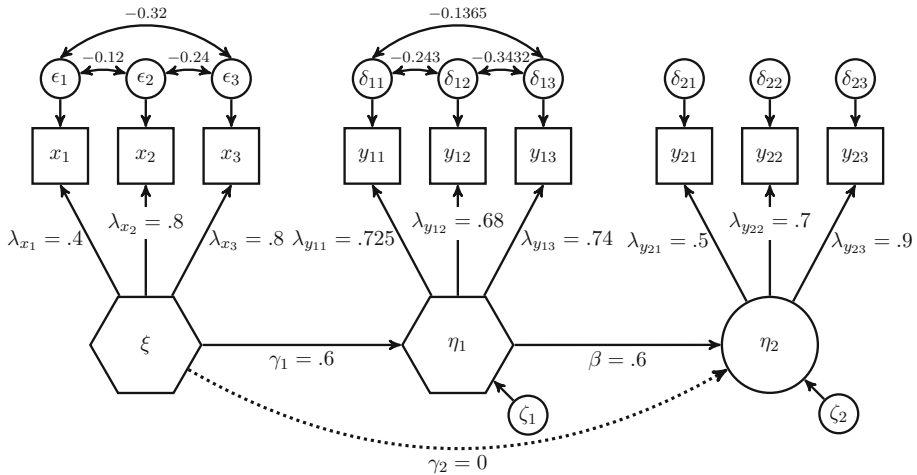 −0.32 −0.1365
ϵ₁ −0.12 ϵ₂ −0.24 ϵ₃ δ₁₁ −0.243 δ₁₂ −0.3432 δ₁₃ δ₂₁ δ₂₂ δ₂₃
x₁ x₂ x₃ y₁₁ y₁₂ y₁₃ y₂₁ y₂₂ y₂₃
λₓ₁ = .4 λₓ₂ = .8 λₓ₃ = .8 λy₁₁ = .725 λy₁₂ = .68 λy₁₃ = .74 λy₂₁ = .5 λy₂₂ = .7 λy₂₃ = .9
ξ η₁ η₂
γ₁ = .6 β = .6
ζ₁ ζ₂
γ₂ = 0